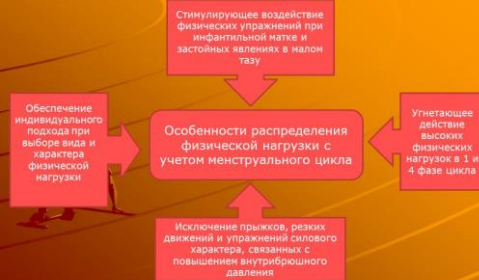 Стимулирующее воздействие
физических упражнений при
инфантильной матке и
застойных явлениях в малом
тазу
Обеспечение
индивидуального
подхода при
выборе вида и
характера
физической
нагрузки
Особенности распределения
физической нагрузки с
учетом менструального цикла
Угнетающее
действие
высоких
физических
нагрузок в 1 и
4 фазе цикла
Исключение прыжков, резких
движений и упражнений силового
характера, связанных с
повышением внутрибрюшного
давления